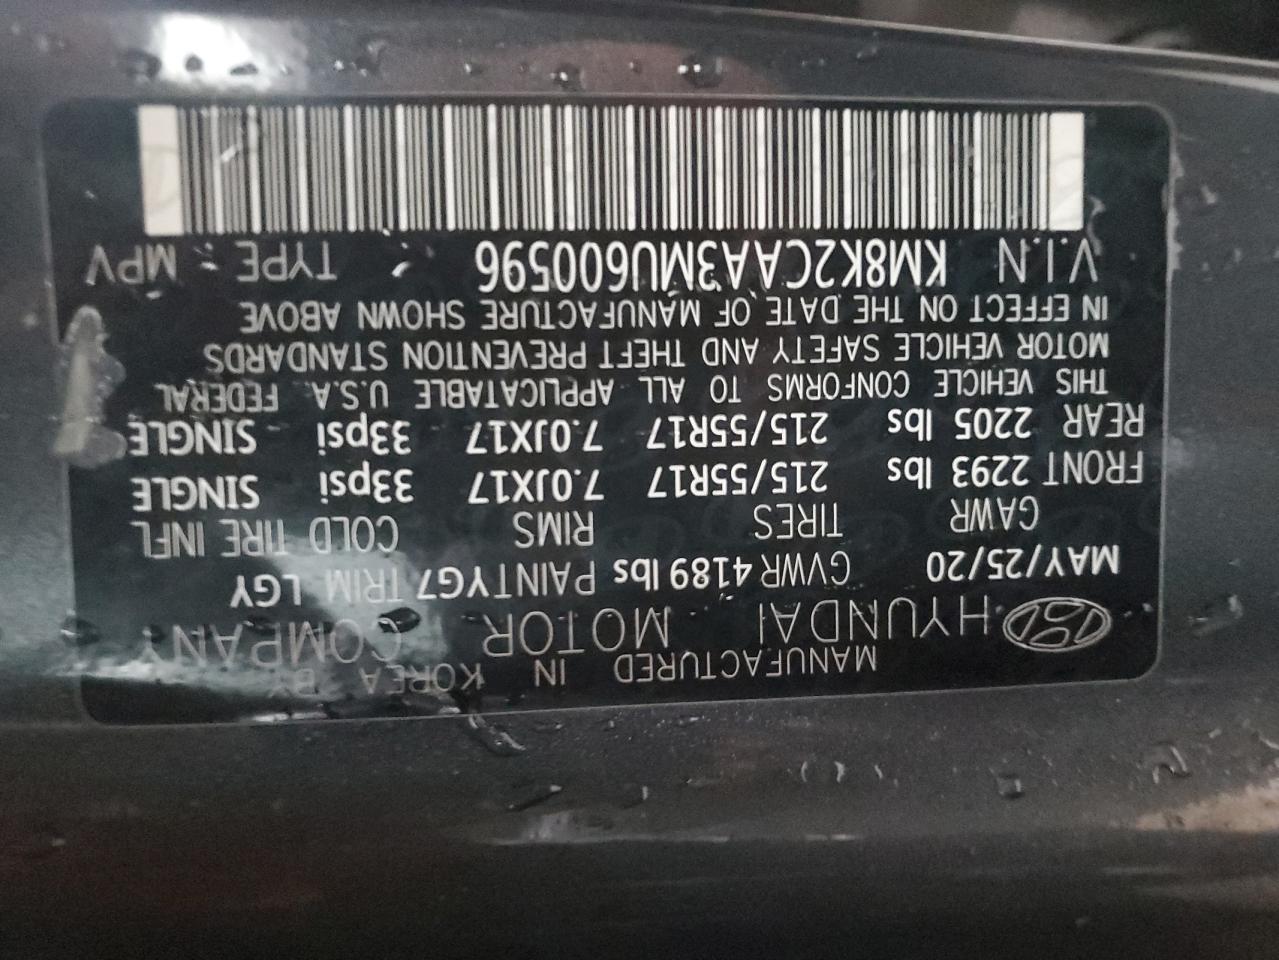 MANUFACTURED IN KOREA BY
HYUNDAI MOTOR COMPANY
MAY/25/20 GVWR 4189 lbs PAINT YG7 TRIM LGY
GAWR TIRES RIMS COLD TIRE INFL
FRONT 2293 lbs 215/55R17 7.0JX17 33psi SINGLE
REAR 2205 lbs 215/55R17 7.0JX17 33psi SINGLE
THIS VEHICLE CONFORMS TO ALL APPLICATABLE U.S.A FEDERAL
MOTOR VEHICLE SAFETY AND THEFT PREVENTION STANDARDS
IN EFFECT ON THE DATE OF MANUFACTURE SHOWN ABOVE
V.I.N KM8K2CAA3MU600596 TYPE : MPV